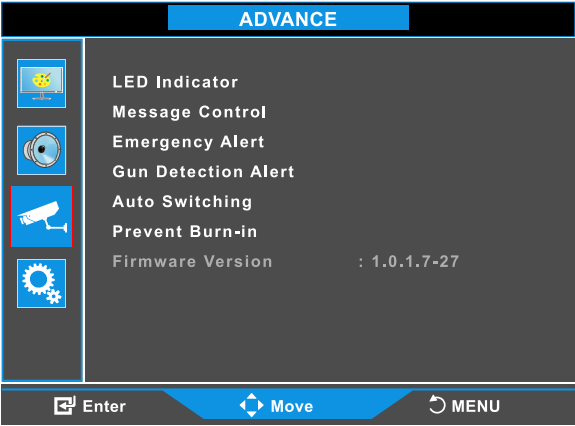 ADVANCE
LED Indicator
Message Control
Emergency Alert
Gun Detection Alert
Auto Switching
Prevent Burn-in
Firmware Version : 1.0.1.7-27
Enter Move MENU